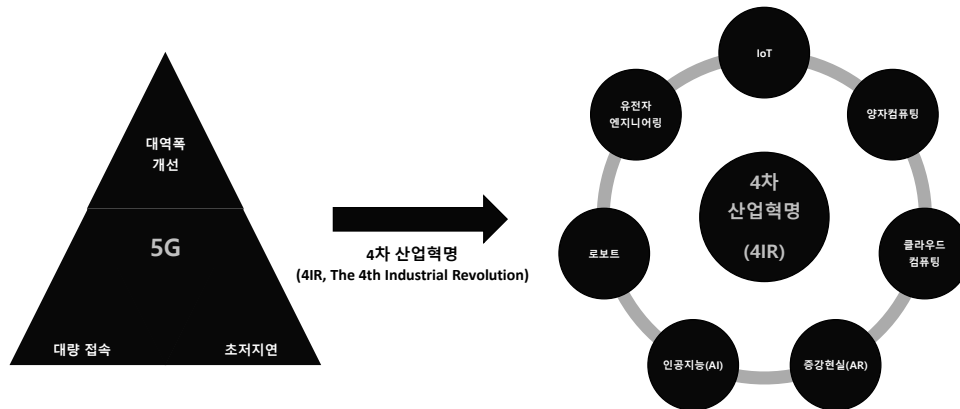 대역폭
개선
5G
대량 접속
초저지연
4차 산업혁명
(4IR, The 4th Industrial Revolution)
IoT
양자컴퓨팅
클라우드
컴퓨팅
증강현실(AR)
인공지능(AI)
로보트
유전자
엔지니어링
4차
산업혁명
(4IR)